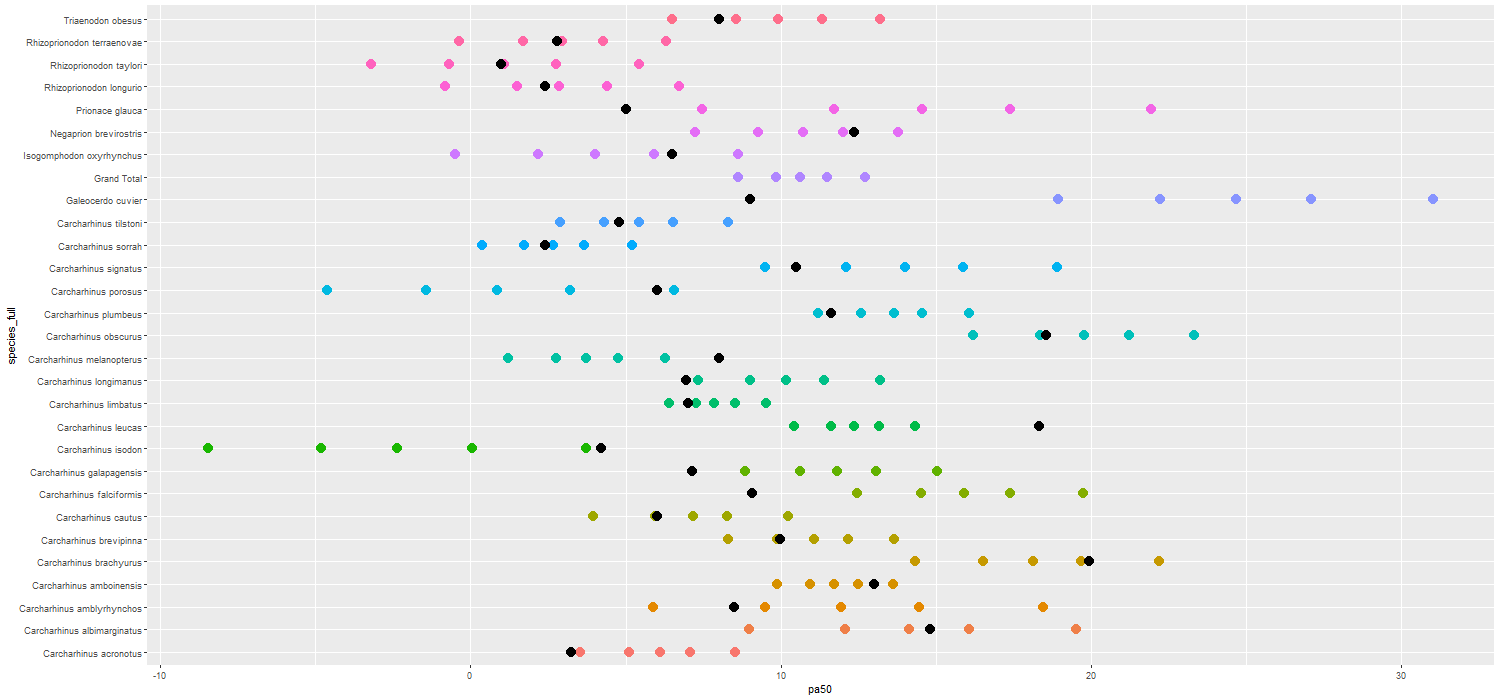 species_full
Triaenodon obesus
Rhizoprionodon terraenovae
Rhizoprionodon taylori
Rhizoprionodon longurio
Prionace glauca
Negaprion brevirostris
Isogomphodon oxyrhynchus
Grand Total
Galeocerdo cuvier
Carcharhinus tilstoni
Carcharhinus sorrah
Carcharhinus signatus
Carcharhinus porosus
Carcharhinus plumbeus
Carcharhinus obscurus
Carcharhinus melanopterus
Carcharhinus longimanus
Carcharhinus limbatus
Carcharhinus leucas
Carcharhinus isodon
Carcharhinus galapagensis
Carcharhinus falciformis
Carcharhinus cautus
Carcharhinus brevipinna
Carcharhinus brachyurus
Carcharhinus amboinensis
Carcharhinus amblyrhynchos
Carcharhinus albimarginatus
Carcharhinus acronotus
-10 0 10 20 30
pa50